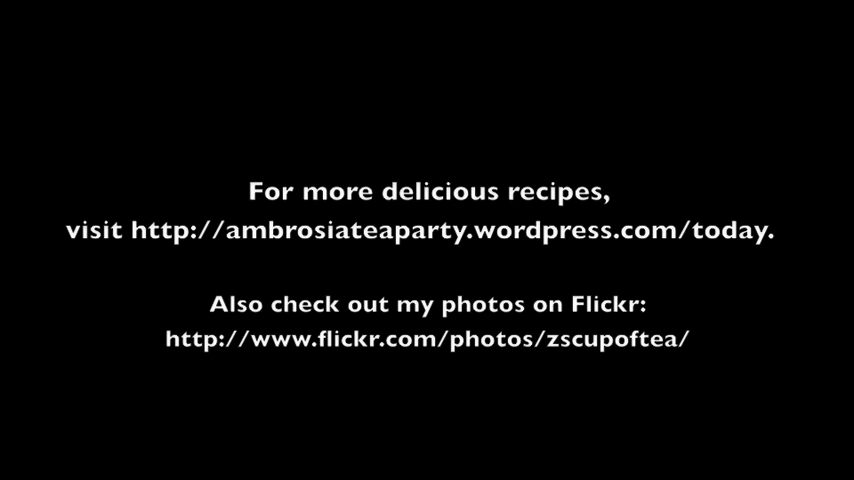 For more delicious recipes,
visit http://ambrosiateaparty.wordpress.com/today.
Also check out my photos on Flickr:
http://www.flickr.com/photos/zscupoftea/